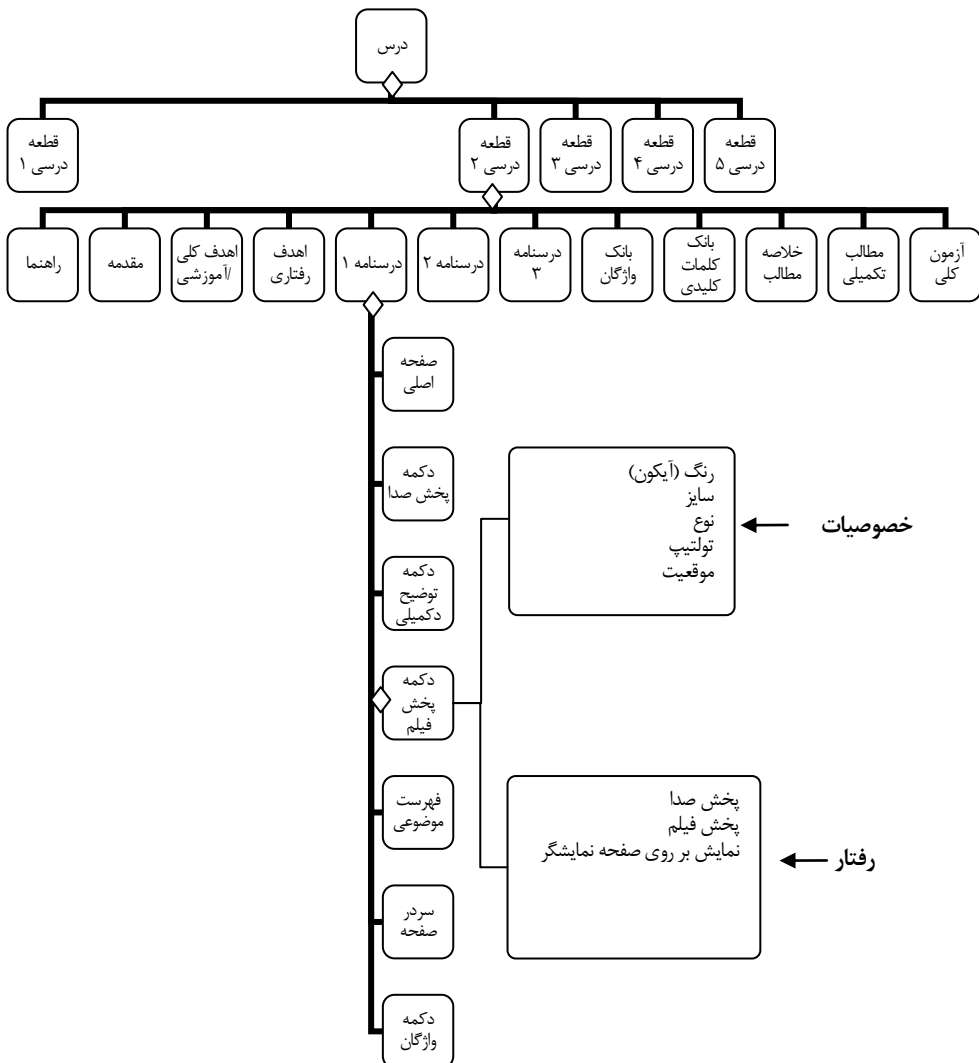 درس
قطعه
درسی ۵
قطعه
درسی ۴
قطعه
درسی ۳
قطعه
درسی ۲
قطعه
درسی ۱
آزمون
کلی
مطالب
تکمیلی
خلاصه
مطالب
بانک
کلمات
کلیدی
بانک
واژگان
درسنامه
۳
درسنامه ۲
درسنامه ۱
اهدف
رفتاری
اهدف کلی
/آموزشی
مقدمه
راهنما
صفحه
اصلی
دکمه
پخش صدا
دکمه
توضیح
دکمیلی
دکمه
پخش
فیلم
فهرست
موضوعی
سردر
صفحه
دکمه
واژگان
خصوصیات
رنگ (آیکون)
سایز
نوع
تولتیپ
موقعیت
رفتار
پخش صدا
پخش فیلم
نمایش بر روی صفحه نمایشگر